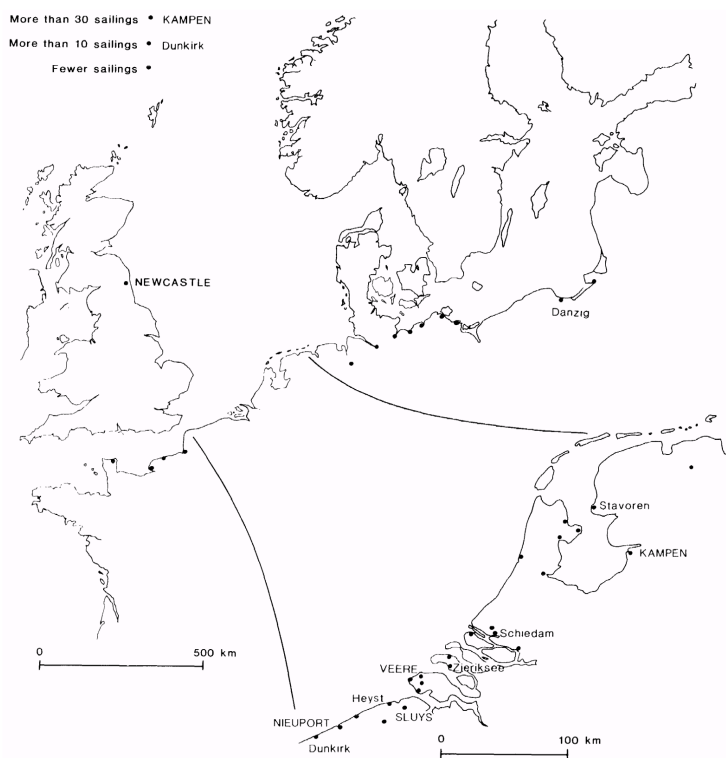 More than 30 sailings • KAMPEN
More than 10 sailings • Dunkirk
Fewer sailings •
NEWCASTLE
Danzig
Stavoren
KAMPEN
Schiedam
Zieriksee
VEERE
Heyst
SLUYS
NIEUPORT
Dunkirk
0 500 km
0 100 km